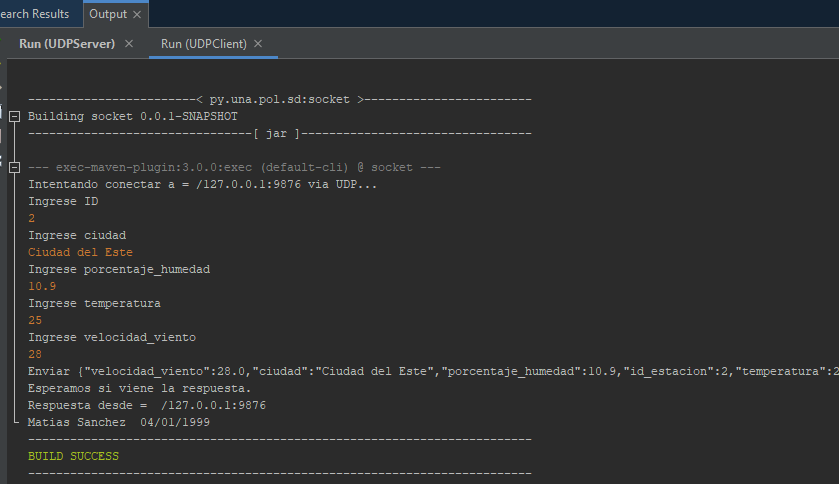 earch Results Output ×
Run (UDPServer) × Run (UDPClient) ×
------------------------< py.una.pol.sd:socket >------------------------
Building socket 0.0.1-SNAPSHOT
--------------------------------[ jar ]---------------------------------
--- exec-maven-plugin:3.0.0:exec (default-cli) @ socket ---
Intentando conectar a = /127.0.0.1:9876 via UDP...
Ingrese ID
2
Ingrese ciudad
Ciudad del Este
Ingrese porcentaje_humedad
10.9
Ingrese temperatura
25
Ingrese velocidad_viento
28
Enviar {"velocidad_viento":28.0,"ciudad":"Ciudad del Este","porcentaje_humedad":10.9,"id_estacion":2,"temperatura":2
Esperamos si viene la respuesta.
Respuesta desde =  /127.0.0.1:9876
Matias Sanchez  04/01/1999
------------------------------------------------------------------------
BUILD SUCCESS
------------------------------------------------------------------------